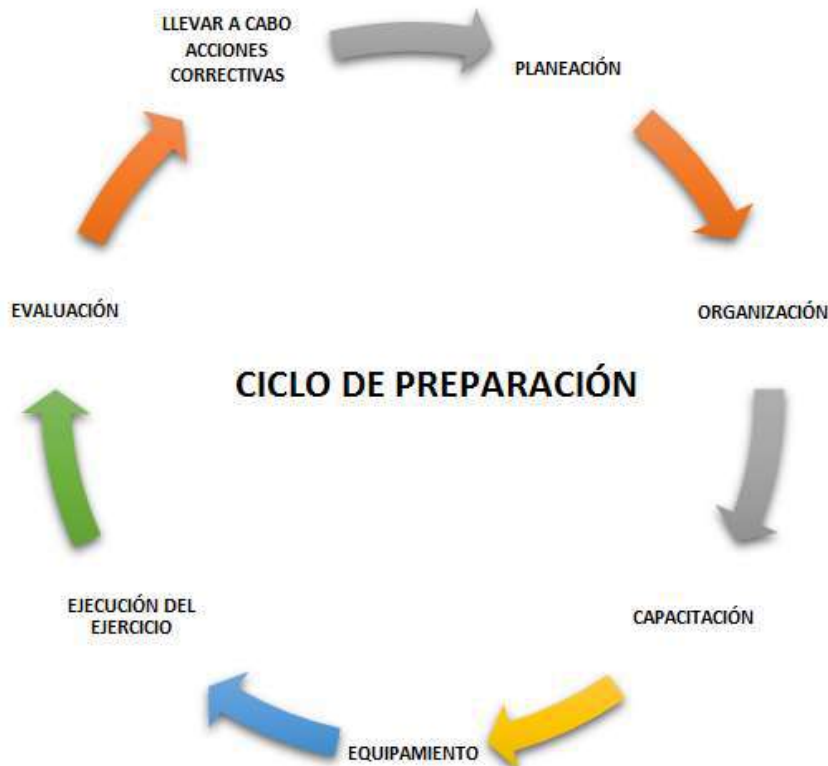 LLEVAR A CABO
ACCIONES
CORRECTIVAS
PLANEACIÓN
ORGANIZACIÓN
CAPACITACIÓN
EQUIPAMIENTO
EJECUCIÓN DEL
EJERCICIO
EVALUACIÓN
CICLO DE PREPARACIÓN